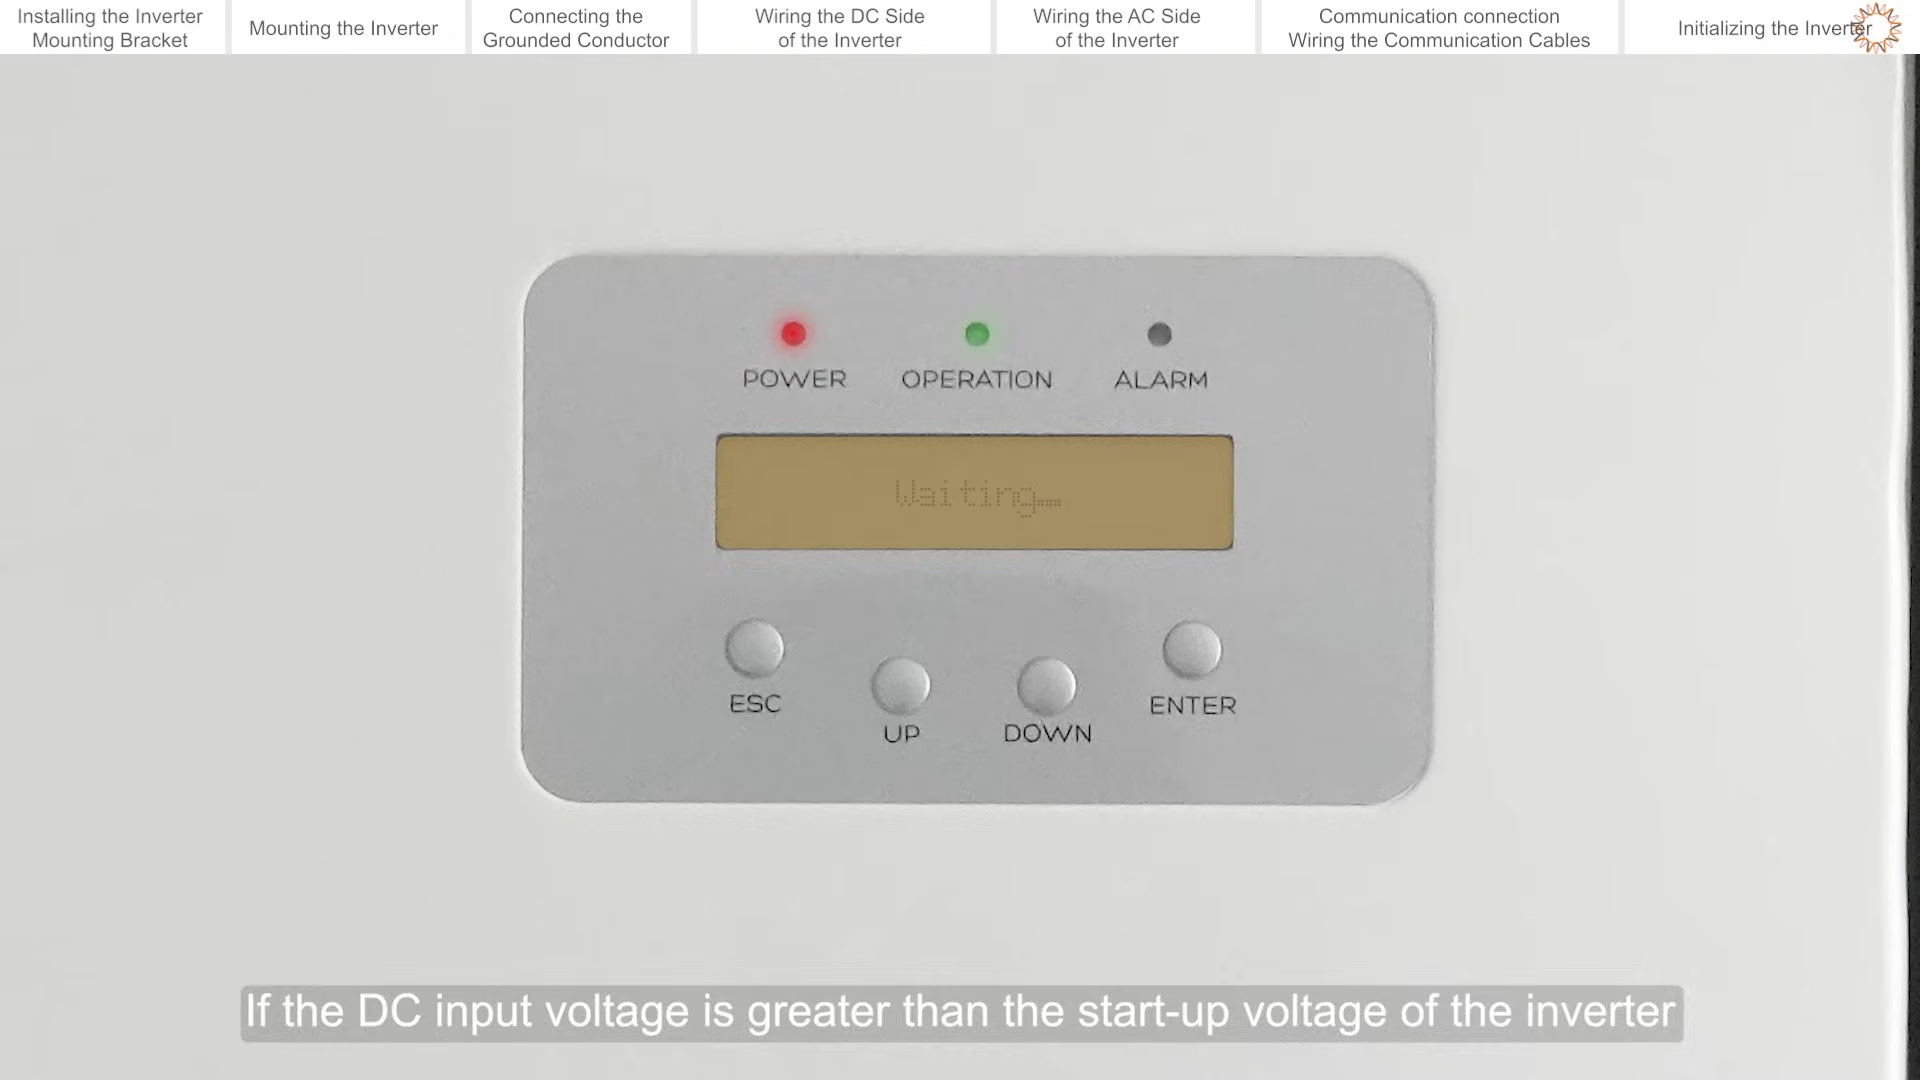 Installing the Inverter
Mounting Bracket
Mounting the Inverter
Connecting the
Grounded Conductor
Wiring the DC Side
of the Inverter
Wiring the AC Side
of the Inverter
Communication connection
Wiring the Communication Cables
Initializing the Inverter
POWER OPERATION ALARM
Waiting
ESC
UP
DOWN
ENTER
If the DC input voltage is greater than the start-up voltage of the inverter